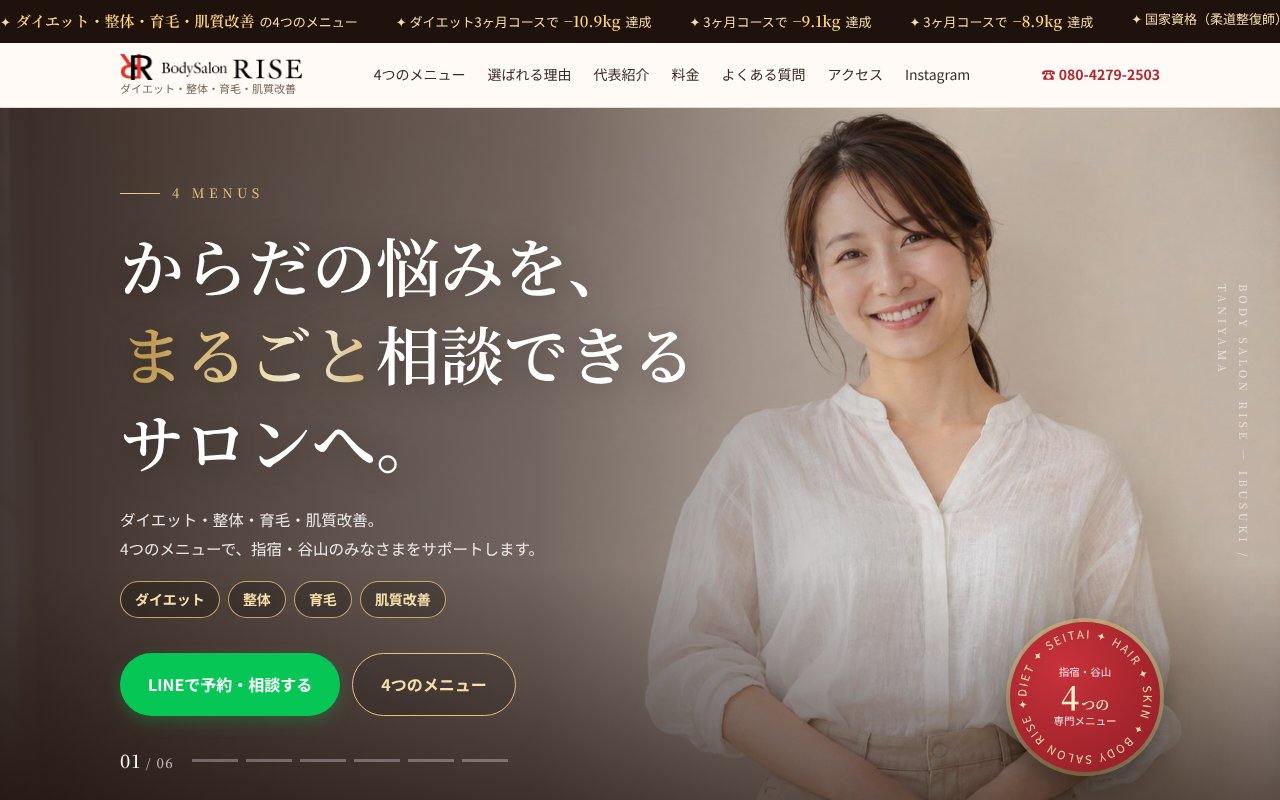 ✦ ダイエット・整体・育毛・肌質改善 の4つのメニュー ✦ ダイエット3ヶ月コースで −10.9kg 達成 ✦ 3ヶ月コースで −9.1kg 達成 ✦ 3ヶ月コースで −8.9kg 達成 ✦ 国家資格（柔道整復師）
BodySalon RISE
ダイエット・整体・育毛・肌質改善
4つのメニュー 選ばれる理由 代表紹介 料金 よくある質問 アクセス Instagram
☎ 080-4279-2503
4 MENUS
からだの悩みを、
まるごと相談できる
サロンへ。
ダイエット・整体・育毛・肌質改善。
4つのメニューで、指宿・谷山のみなさまをサポートします。
ダイエット 整体 育毛 肌質改善
LINEで予約・相談する 4つのメニュー
01 / 06
BODY SALON RISE — IBUSUKI /
TANIYAMA
DIET ✦ SEITAI ✦ HAIR ✦ SKIN ✦ BODY SALON RISE ✦
指宿・谷山
4つの
専門メニュー